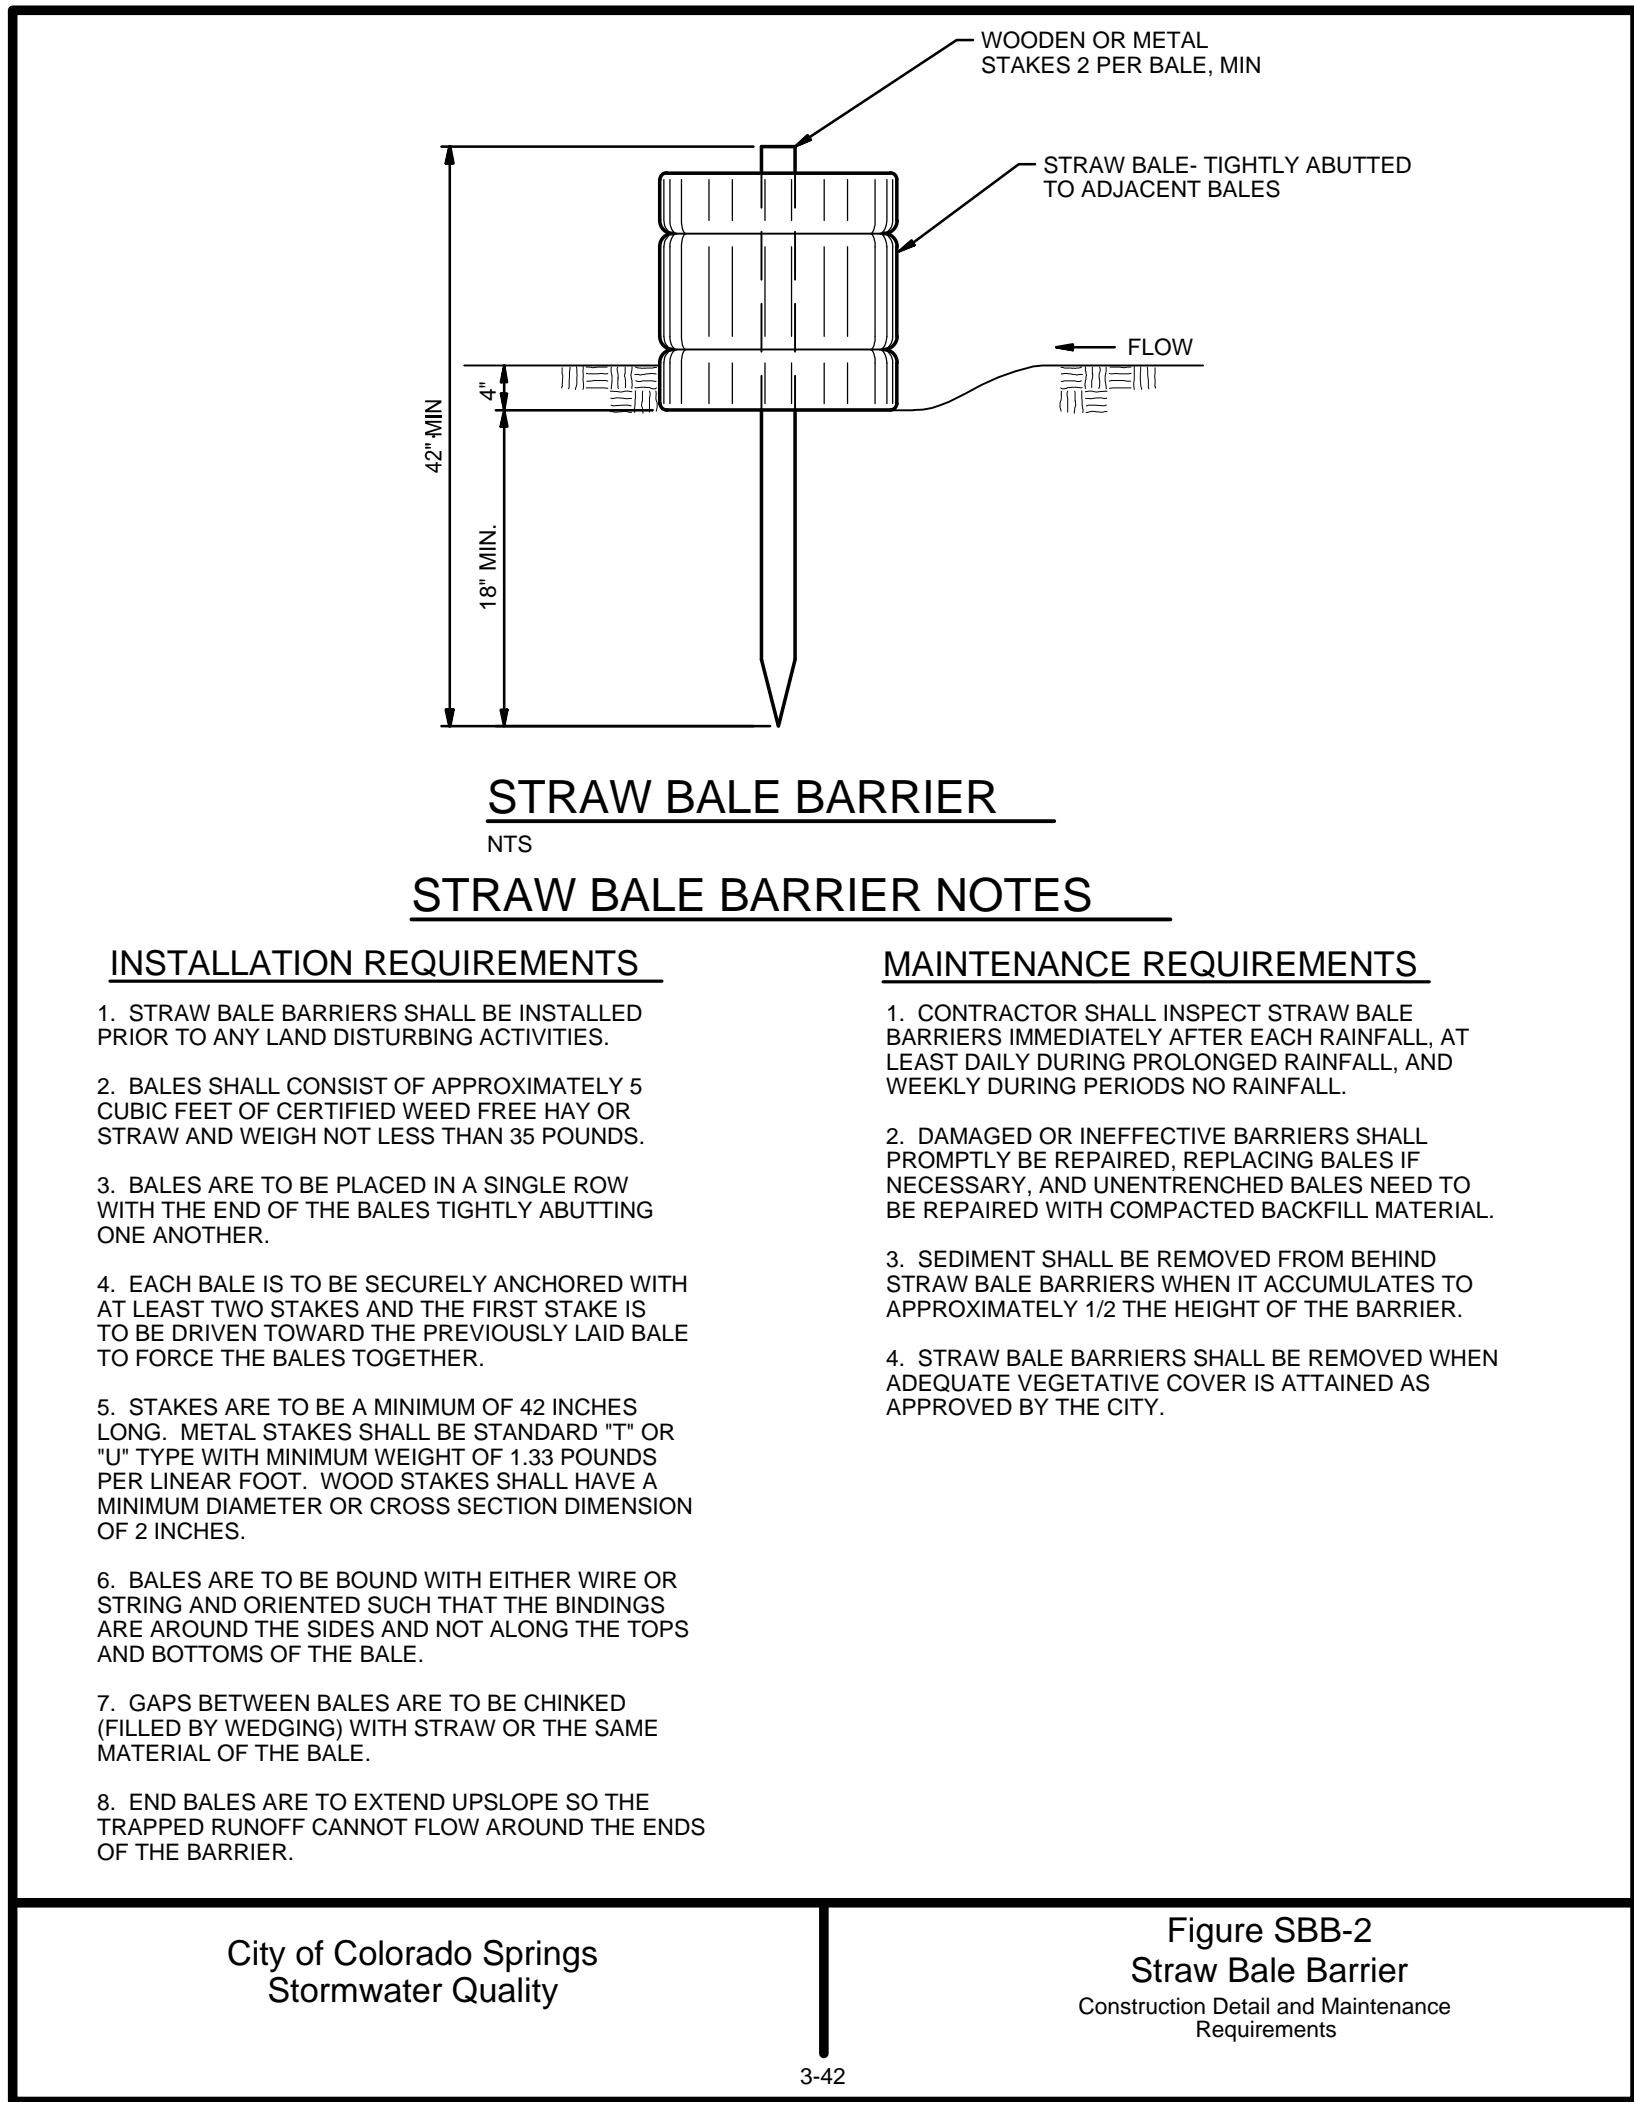 WOODEN OR METAL
STAKES 2 PER BALE, MIN
STRAW BALE- TIGHTLY ABUTTED
TO ADJACENT BALES
FLOW
4"
42" MIN
18" MIN.
STRAW BALE BARRIER
NTS
STRAW BALE BARRIER NOTES
INSTALLATION REQUIREMENTS
1. STRAW BALE BARRIERS SHALL BE INSTALLED
PRIOR TO ANY LAND DISTURBING ACTIVITIES.
2. BALES SHALL CONSIST OF APPROXIMATELY 5
CUBIC FEET OF CERTIFIED WEED FREE HAY OR
STRAW AND WEIGH NOT LESS THAN 35 POUNDS.
3. BALES ARE TO BE PLACED IN A SINGLE ROW
WITH THE END OF THE BALES TIGHTLY ABUTTING
ONE ANOTHER.
4. EACH BALE IS TO BE SECURELY ANCHORED WITH
AT LEAST TWO STAKES AND THE FIRST STAKE IS
TO BE DRIVEN TOWARD THE PREVIOUSLY LAID BALE
TO FORCE THE BALES TOGETHER.
5. STAKES ARE TO BE A MINIMUM OF 42 INCHES
LONG. METAL STAKES SHALL BE STANDARD "T" OR
"U" TYPE WITH MINIMUM WEIGHT OF 1.33 POUNDS
PER LINEAR FOOT. WOOD STAKES SHALL HAVE A
MINIMUM DIAMETER OR CROSS SECTION DIMENSION
OF 2 INCHES.
6. BALES ARE TO BE BOUND WITH EITHER WIRE OR
STRING AND ORIENTED SUCH THAT THE BINDINGS
ARE AROUND THE SIDES AND NOT ALONG THE TOPS
AND BOTTOMS OF THE BALE.
7. GAPS BETWEEN BALES ARE TO BE CHINKED
(FILLED BY WEDGING) WITH STRAW OR THE SAME
MATERIAL OF THE BALE.
8. END BALES ARE TO EXTEND UPSLOPE SO THE
TRAPPED RUNOFF CANNOT FLOW AROUND THE ENDS
OF THE BARRIER.
MAINTENANCE REQUIREMENTS
1. CONTRACTOR SHALL INSPECT STRAW BALE
BARRIERS IMMEDIATELY AFTER EACH RAINFALL, AT
LEAST DAILY DURING PROLONGED RAINFALL, AND
WEEKLY DURING PERIODS NO RAINFALL.
2. DAMAGED OR INEFFECTIVE BARRIERS SHALL
PROMPTLY BE REPAIRED, REPLACING BALES IF
NECESSARY, AND UNENTRENCHED BALES NEED TO
BE REPAIRED WITH COMPACTED BACKFILL MATERIAL.
3. SEDIMENT SHALL BE REMOVED FROM BEHIND
STRAW BALE BARRIERS WHEN IT ACCUMULATES TO
APPROXIMATELY 1/2 THE HEIGHT OF THE BARRIER.
4. STRAW BALE BARRIERS SHALL BE REMOVED WHEN
ADEQUATE VEGETATIVE COVER IS ATTAINED AS
APPROVED BY THE CITY.
City of Colorado Springs
Stormwater Quality
Figure SBB-2
Straw Bale Barrier
Construction Detail and Maintenance
Requirements
3-42